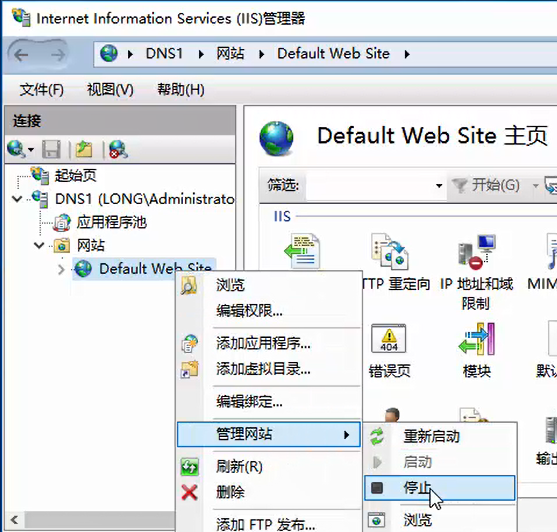 Internet Information Services (IIS)管理器
DNS1 网站 Default Web Site
文件(F) 视图(V) 帮助(H)
连接
起始页
DNS1 (LONG\Administrato
应用程序池
网站
Default Web Site
Default Web Site 主页
筛选: 开始(G)
IIS
TTP 重定向 IP 地址和域限制 MIM
404
错误页 模块 默认
输出
浏览
编辑权限...
添加应用程序...
添加虚拟目录...
编辑绑定...
管理网站
刷新(R)
删除
添加 FTP 发布...
重新启动
启动
停止
浏览